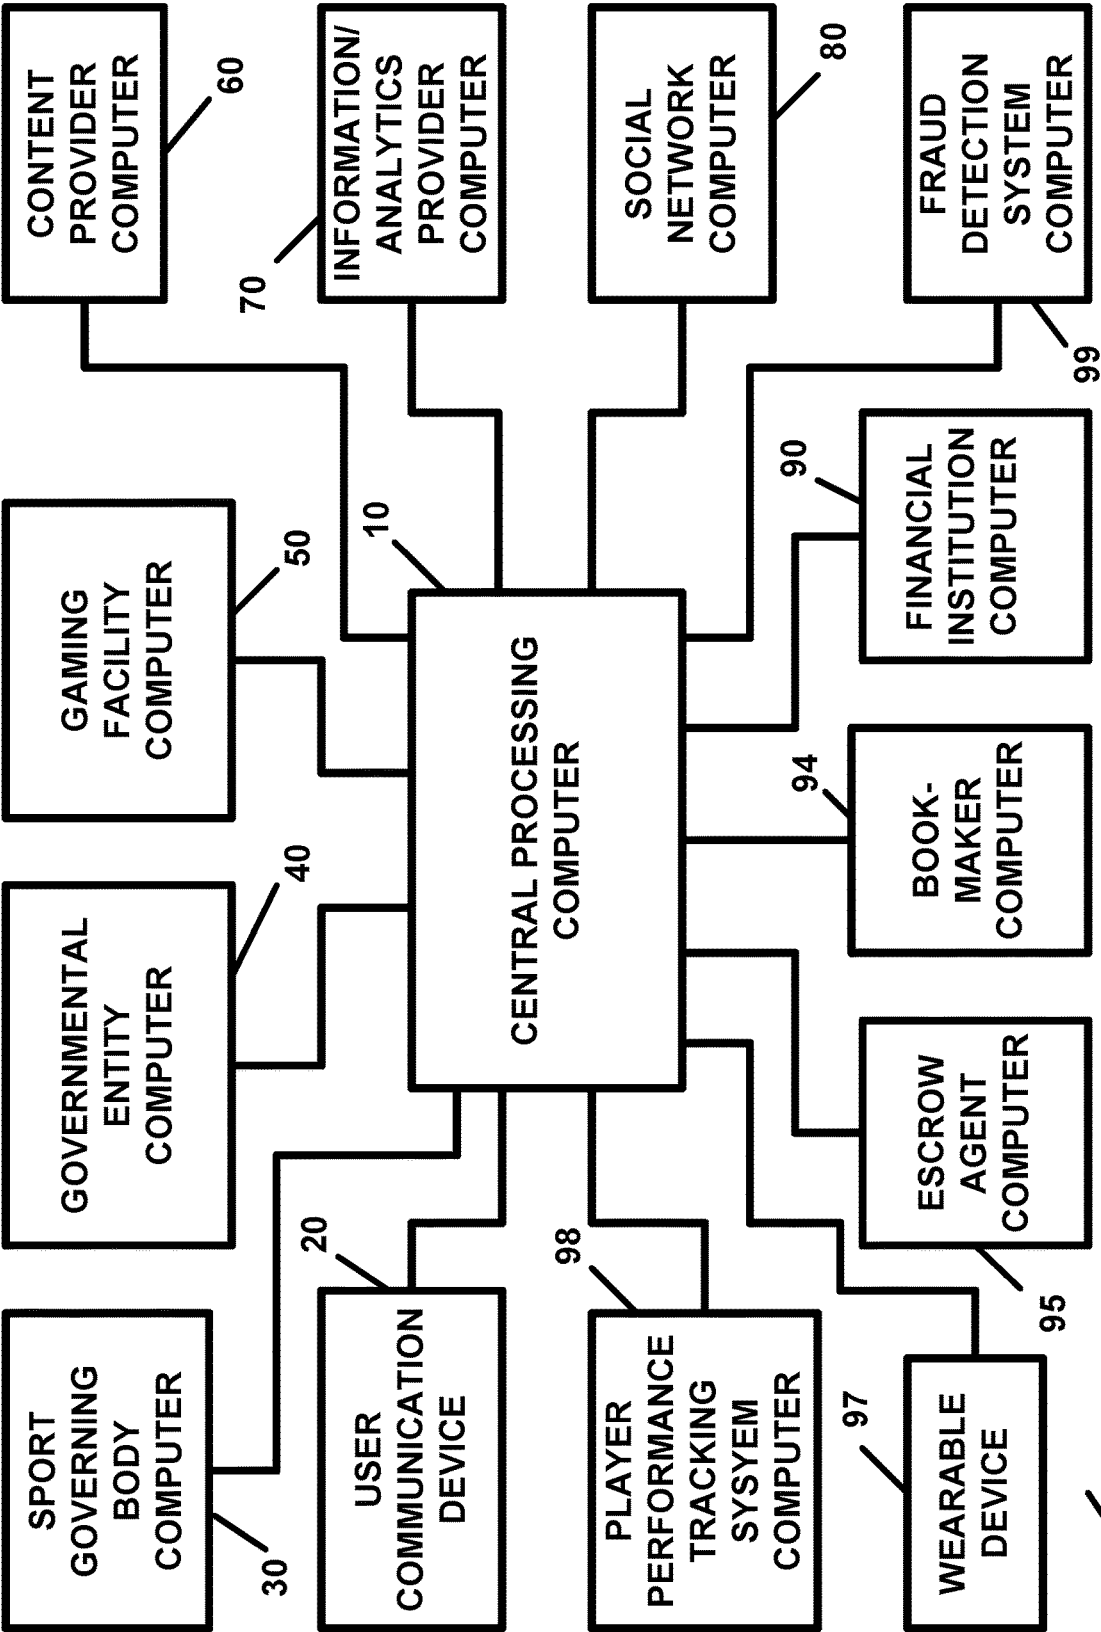 SPORT
GOVERNING
BODY
COMPUTER
30
GOVERNMENTAL
ENTITY
COMPUTER
40
GAMING
FACILITY
COMPUTER
50
CONTENT
PROVIDER
COMPUTER
60
USER
COMMUNICATION
DEVICE
20
CENTRAL PROCESSING
COMPUTER
10
INFORMATION/
ANALYTICS
PROVIDER
COMPUTER
70
PLAYER
PERFORMANCE
TRACKING
SYSYEM
COMPUTER
98
SOCIAL
NETWORK
COMPUTER
80
WEARABLE
DEVICE
97
ESCROW
AGENT
COMPUTER
95
BOOK-
MAKER
COMPUTER
94
FINANCIAL
INSTITUTION
COMPUTER
90
FRAUD
DETECTION
SYSTEM
COMPUTER
99